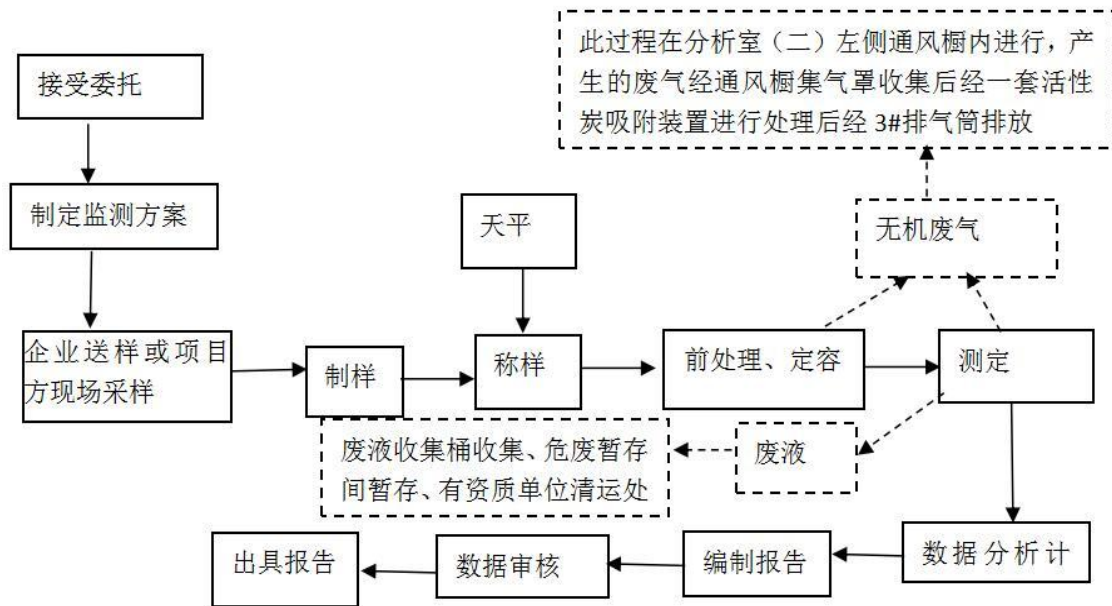 此过程在分析室（二）左侧通风橱内进行，产
生的废气经通风橱集气罩收集后经一套活性
炭吸附装置进行处理后经 3#排气筒排放
接受委托
制定监测方案
天平
无机废气
企业送样或项目
方现场采样
制样
称样
前处理、定容
测定
废液收集桶收集、危废暂存
间暂存、有资质单位清运处
废液
出具报告
数据审核
编制报告
数据分析计